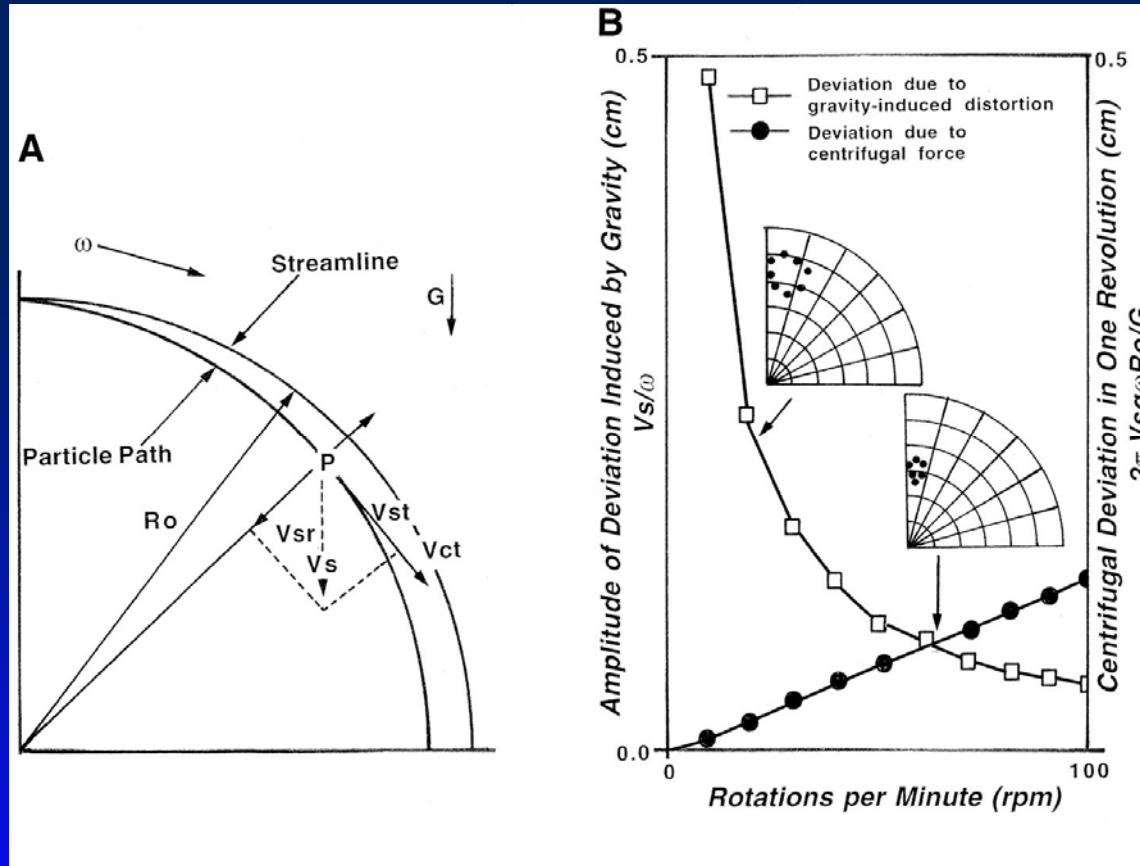 A
ω
Streamline
G
Particle Path
P
Ro
Vst
Vsr
Vct
Vs
B
0.5
0.5
Deviation due to
gravity-induced distortion
Deviation due to
centrifugal force
Amplitude of Deviation Induced by Gravity (cm)
Vs/ω
Centrifugal Deviation in One Revolution (cm)
0.0
0
100
Rotations per Minute (rpm)